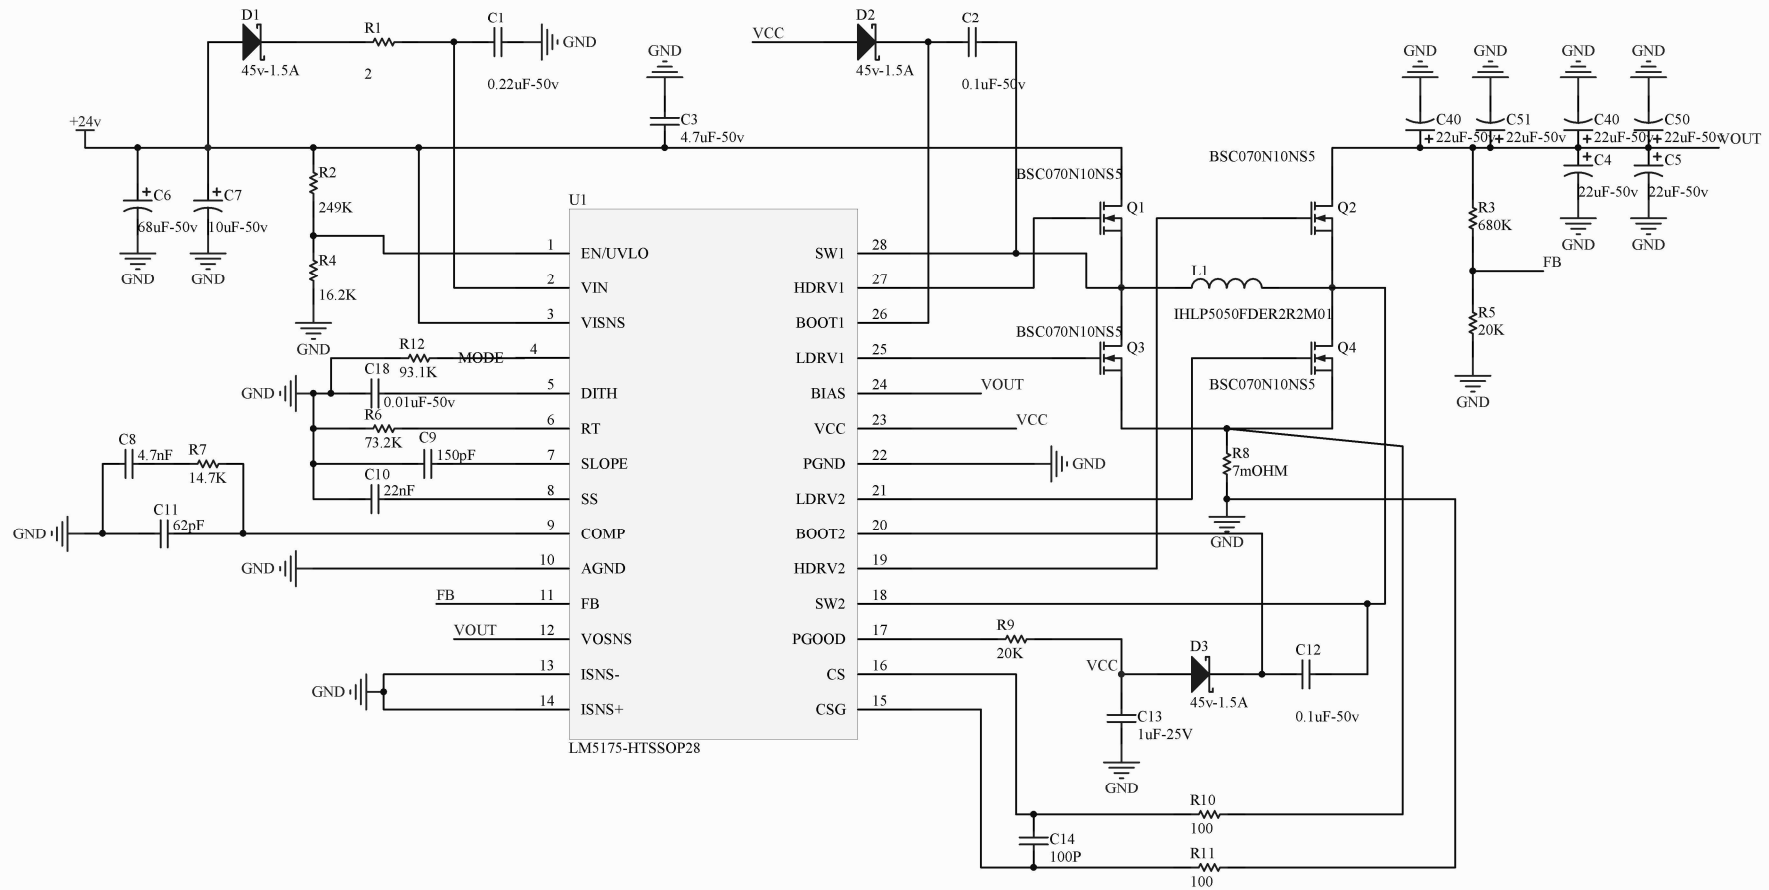 D1
R1
C1
GND
45v-1.5A
2
0.22uF-50v
VCC
D2
C2
45v-1.5A
0.1uF-50v
GND
C3
4.7uF-50v
+24v
C6
68uF-50v
GND
C7
10uF-50v
GND
R2
249K
R4
16.2K
GND
GND
GND
GND
GND
C40
22uF-50v
C51
22uF-50v
C40
22uF-50v
C50
22uF-50v
VOUT
C4
22uF-50v
GND
C5
22uF-50v
GND
R3
680K
FB
R5
20K
GND
BSC070N10NS5
Q1
BSC070N10NS5
Q2
L1
IHLP5050FDER2R2M01
BSC070N10NS5
Q3
Q4
BSC070N10NS5
R8
7mOHM
GND
U1
1 EN/UVLO
2 VIN
3 VISNS
MODE 4
5 DITH
6 RT
7 SLOPE
8 SS
9 COMP
10 AGND
11 FB
12 VOSNS
13 ISNS-
14 ISNS+
SW1 28
HDRV1 27
BOOT1 26
LDRV1 25
BIAS 24 VOUT
VCC 23 VCC
PGND 22 GND
LDRV2 21
BOOT2 20
HDRV2 19
SW2 18
PGOOD 17
CS 16
CSG 15
LM5175-HTSSOP28
R12
93.1K
C18
GND
0.01uF-50v
R6
73.2K
C9
150pF
C10
22nF
C8
4.7nF
R7
14.7K
C11
62pF
GND
GND
FB
VOUT
GND
R9
20K
VCC
D3
45v-1.5A
C12
0.1uF-50v
C13
1uF-25V
GND
R10
100
C14
100P
R11
100